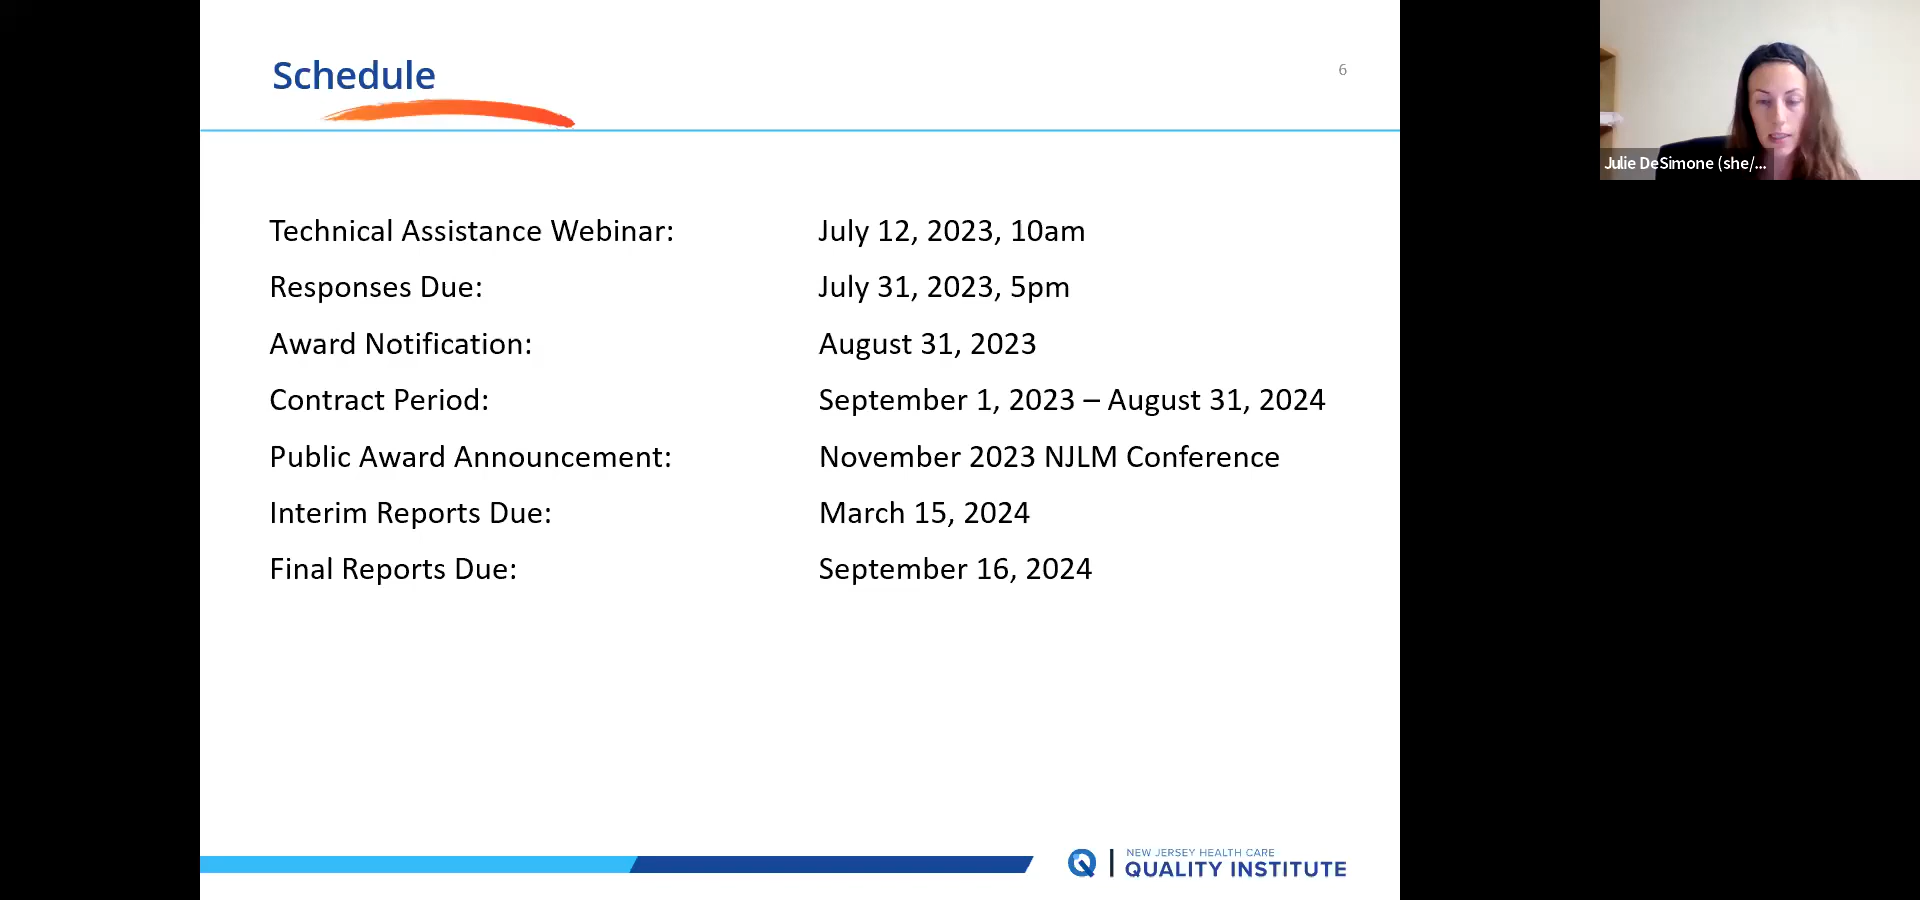 Schedule
6
Julie DeSimone (she/...
Technical Assistance Webinar: July 12, 2023, 10am
Responses Due: July 31, 2023, 5pm
Award Notification: August 31, 2023
Contract Period: September 1, 2023 – August 31, 2024
Public Award Announcement: November 2023 NJLM Conference
Interim Reports Due: March 15, 2024
Final Reports Due: September 16, 2024
NEW JERSEY HEALTH CARE
QUALITY INSTITUTE